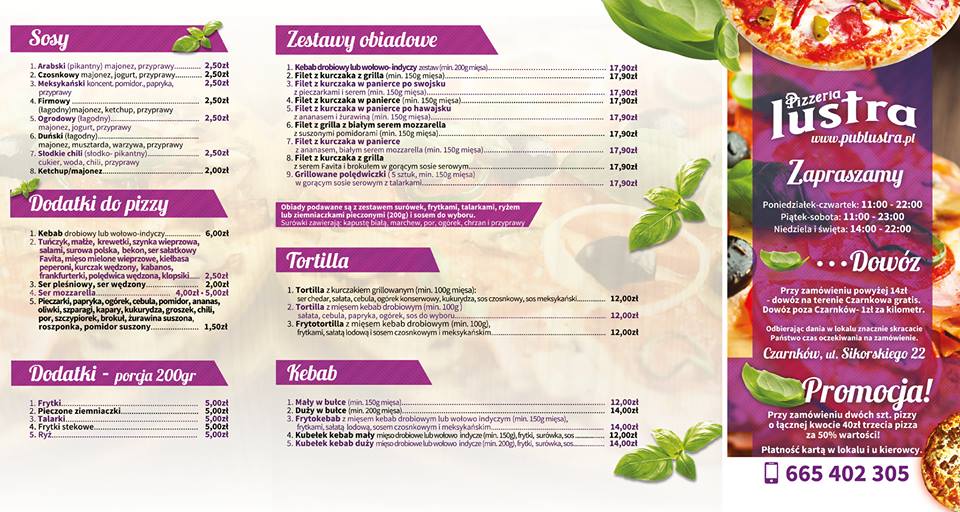 Sosy
1. Arabski (pikantny) majonez, przyprawy.......... 2,50zł
2. Czosnkowy majonez, jogurt, przyprawy.......... 2,50zł
3. Meksykański koncent. pomidor., papryka, 2,50zł
przyprawy
4. Firmowy 2,50zł
(łagodny)majonez, ketchup, przyprawy
5. Ogrodowy (łagodny).......... 2,50zł
majonez, jogurt, przyprawy
6. Duński (łagodny)..........
majonez, musztarda, warzywa, przyprawy
7. Słodkie chili (słodko- pikantny).......... 2,50zł
cukier, woda, chili, przyprawy
8. Ketchup/majonez.......... 2,00zł
Dodatki do pizzy
1. Kebab drobiowy lub wołowo-indyczy.......... 6,00zł
2. Tuńczyk, małże, krewetki, szynka wieprzowa,
salami, surowa polska, bekon, ser sałatkowy
Favita, mięso mielone wieprzowe, kiełbasa
peperoni, kurczak wędzony, kabanos,
frankfurterki, polędwica wędzona, klopsiki..... 2,50zł
3. Ser pleśniowy, ser wędzony.......... 2,00zł
4. Ser mozzarella.......... 4,00zł - 5,00zł
5. Pieczarki, papryka, ogórek, cebula, pomidor, ananas,
oliwki, szparagi, kapary, kukurydza, groszek, chili,
por, szczypiorek, brokuł, żurawina suszona,
roszponka, pomidor suszony.......... 1,50zł
Dodatki - porcja 200gr
1. Frytki.......... 5,00zł
2. Pieczone ziemniaczki.......... 5,00zł
3. Talarki.......... 5,00zł
4. Frytki stekowe.......... 5,00zł
5. Ryż.......... 5,00zł
Zestawy obiadowe
1. Kebab drobiowy lub wołowo- indyczy zestaw (min. 200g mięsa).......... 17,90zł
2. Filet z kurczaka z grilla (min. 150g mięsa).......... 17,90zł
3. Filet z kurczaka w panierce po swojsku
z pieczarkami i serem (min. 150g mięsa).......... 17,90zł
4. Filet z kurczaka w panierce (min. 150g mięsa).......... 17,90zł
5. Filet z kurczaka w panierce po hawajsku
z ananasem i żurawiną (min. 150g mięsa).......... 17,90zł
6. Filet z grilla z białym serem mozzarella
z suszonymi pomidorami (min. 150g mięsa).......... 17,90zł
7. Filet z kurczaka w panierce
z ananasem, białym serem mozzarella (min. 150g mięsa).......... 17,90zł
8. Filet z kurczaka z grilla
z serem Favita i brokułem w gorącym sosie serowym.......... 17,90zł
9. Grillowane polędwiczki ( 5 sztuk, min. 150g mięsa)
w gorącym sosie serowym z talarkami.......... 17,90zł
Obiady podawane są z zestawem surówek, frytkami, talarkami, ryżem
lub ziemniaczkami pieczonymi (200g) i sosem do wyboru.
Surówki zawierają: kapustę białą, marchew, por, ogórek, chrzan i przyprawy
Tortilla
1. Tortilla z kurczakiem grillowanym (min. 100g mięsa):
ser chedar, sałata, cebula, ogórek konserwowy, kukurydza, sos czosnkowy, sos meksykański.......... 12,00zł
2. Tortilla z mięsem kebab drobiowym (min. 100g )
sałata, cebula, papryka, ogórek, sos do wyboru.......... 12,00zł
3. Frytotortilla z mięsem kebab drobiowym (min. 100g),
frytkami, sałatą lodową, sosem czosnkowym i meksykańskim.......... 12,00zł
Kebab
1. Mały w bułce (min. 150g mięsa).......... 12,00zł
2. Duży w bułce (min. 200g mięsa).......... 14,00zł
3. Frytokebab z mięsem kebab drobiowym lub wołowo indyczym (min. 150g mięsa),
frytkami, sałatą lodową, sosem czosnkowym i meksykańskim.......... 14,00zł
4. Kubełek kebab mały mięso drobiowe lub wołowo indycze (min. 150g), frytki, surówka, sos.......... 12,00zł
5. Kubełek kebab duży mięso drobiowe lub wołowo indycze (min. 200g), frytki, surówka, sos.......... 14,00zł
Pizzeria
lustra
www.publustra.pl
Zapraszamy
Poniedziałek-czwartek: 11:00 - 22:00
Piątek-sobota: 11:00 - 23:00
Niedziela i święta: 14:00 - 22:00
...Dowóz
Przy zamówieniu powyżej 14zł
- dowóz na terenie Czarnkowa gratis.
Dowóz poza Czarnków- 1zł za kilometr.
Odbierając dania w lokalu znacznie skracacie
Państwo czas oczekiwania na zamówienie.
Czarnków, ul. Sikorskiego 22
Promocja!
Przy zamówieniu dwóch szt. pizzy
o łącznej kwocie 40zł trzecia pizza
za 50% wartości!
Płatność kartą w lokalu i u kierowcy.
665 402 305